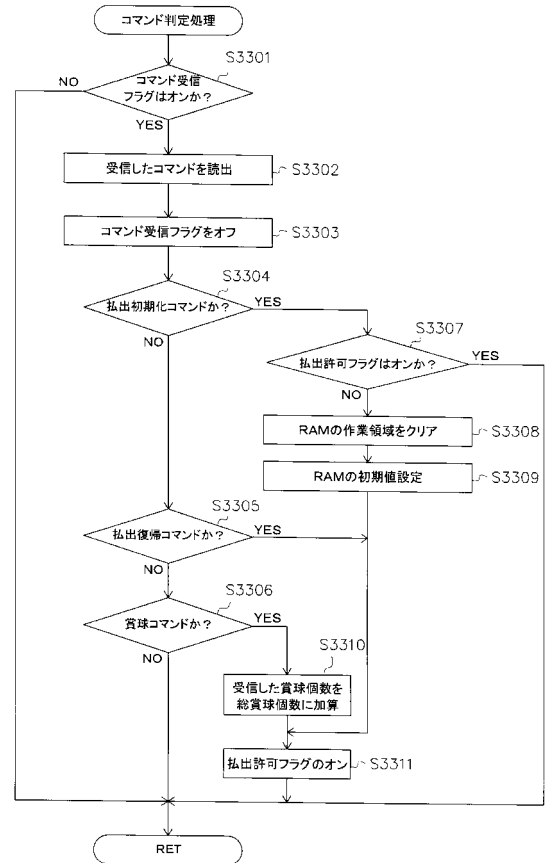 コマンド判定処理
S3301
コマンド受信
フラグはオンか？
NO
YES
受信したコマンドを読出
S3302
コマンド受信フラグをオフ
S3303
S3304
払出初期化コマンドか？
YES
NO
S3307
払出許可フラグはオンか？
YES
NO
RAMの作業領域をクリア
S3308
RAMの初期値設定
S3309
S3305
払出復帰コマンドか？
YES
NO
S3306
賞球コマンドか？
YES
NO
S3310
受信した賞球個数を
総賞球個数に加算
払出許可フラグのオン
S3311
RET